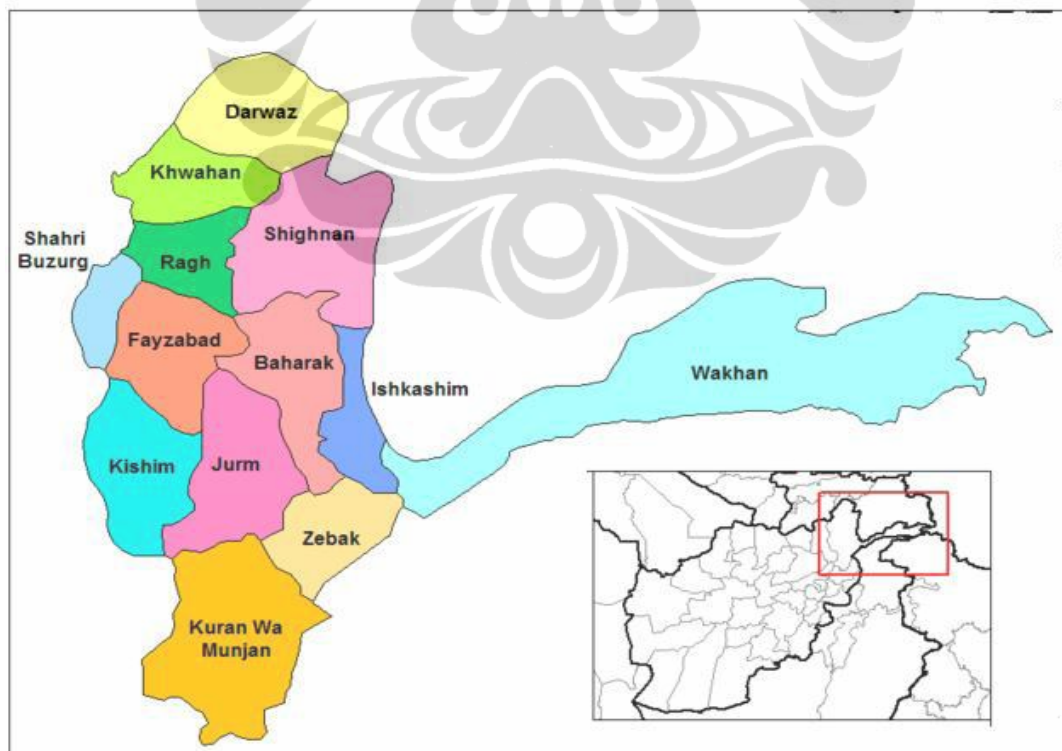 Darwaz
Khwahan
Shighnan
Shahri
Buzurg
Ragh
Fayzabad
Baharak
Ishkashim
Wakhan
Kishim
Jurm
Zebak
Kuran Wa
Munjan